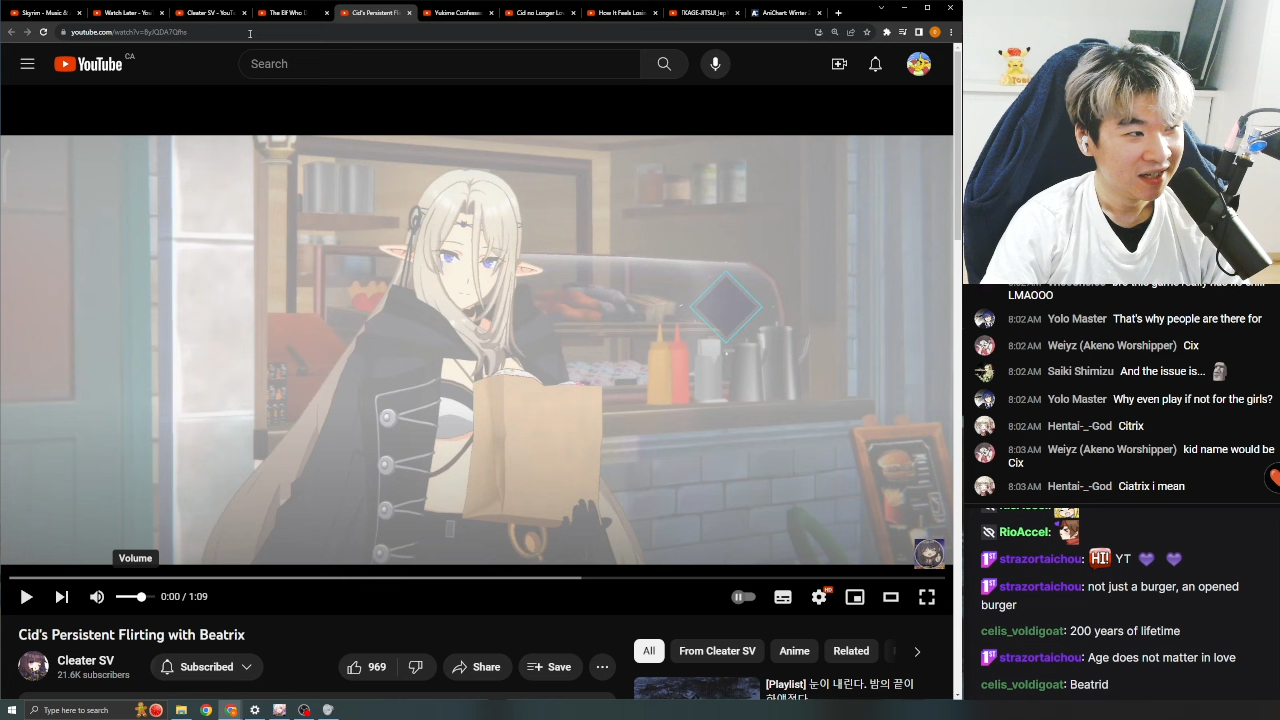 Skyrim - Music &
Watch Later - You
Cleater SV - YouT
The Elf Who D
Cid's Persistent Fli
Yukime Confesse
Cid no Longer Lo
How It Feels Losin
AniChart: Winter 2
youtube.com/watch?v=ByJQDA7Qfhs
YouTube CA
Search
Volume
0:00 / 1:09
HD
Cid's Persistent Flirting with Beatrix
Cleater SV
21.6K subscribers
Subscribed
969
Share
Save
All
From Cleater SV
Anime
Related
[Playlist] 눈이 내린다. 밤의 끝이
LMAOOO
8:02 AM Yolo Master That's why people are there for
8:02 AM Weiyz (Akeno Worshipper) Cix
8:02 AM Saiki Shimizu And the issue is...
8:02 AM Yolo Master Why even play if not for the girls?
8:02 AM Hentai-_-God Citrix
8:03 AM Weiyz (Akeno Worshipper) kid name would be
Cix
8:03 AM Hentai-_-God Ciatrix i mean
RioAccel:
1ST strazortaichou: HI! YT
1ST strazortaichou: not just a burger, an opened
burger
celis_voldigoat: 200 years of lifetime
1ST strazortaichou: Age does not matter in love
celis_voldigoat: Beatrid
Type here to search